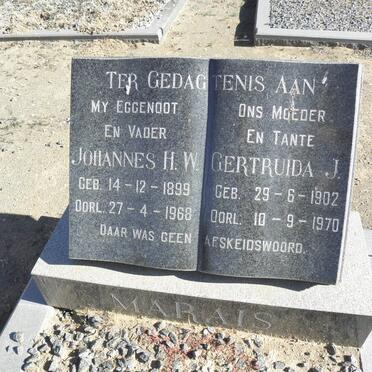 TER GEDAGTENIS AAN
MY EGGENOOT
EN VADER
JOHANNES H. W.
GEB. 14-12-1899
OORL. 27-4-1968
ONS MOEDER
EN TANTE
GERTRUIDA J.
GEB. 29-6-1902
OORL. 10-9-1970
DAAR WAS GEEN AFSKEIDSWOORD.
MARAIS